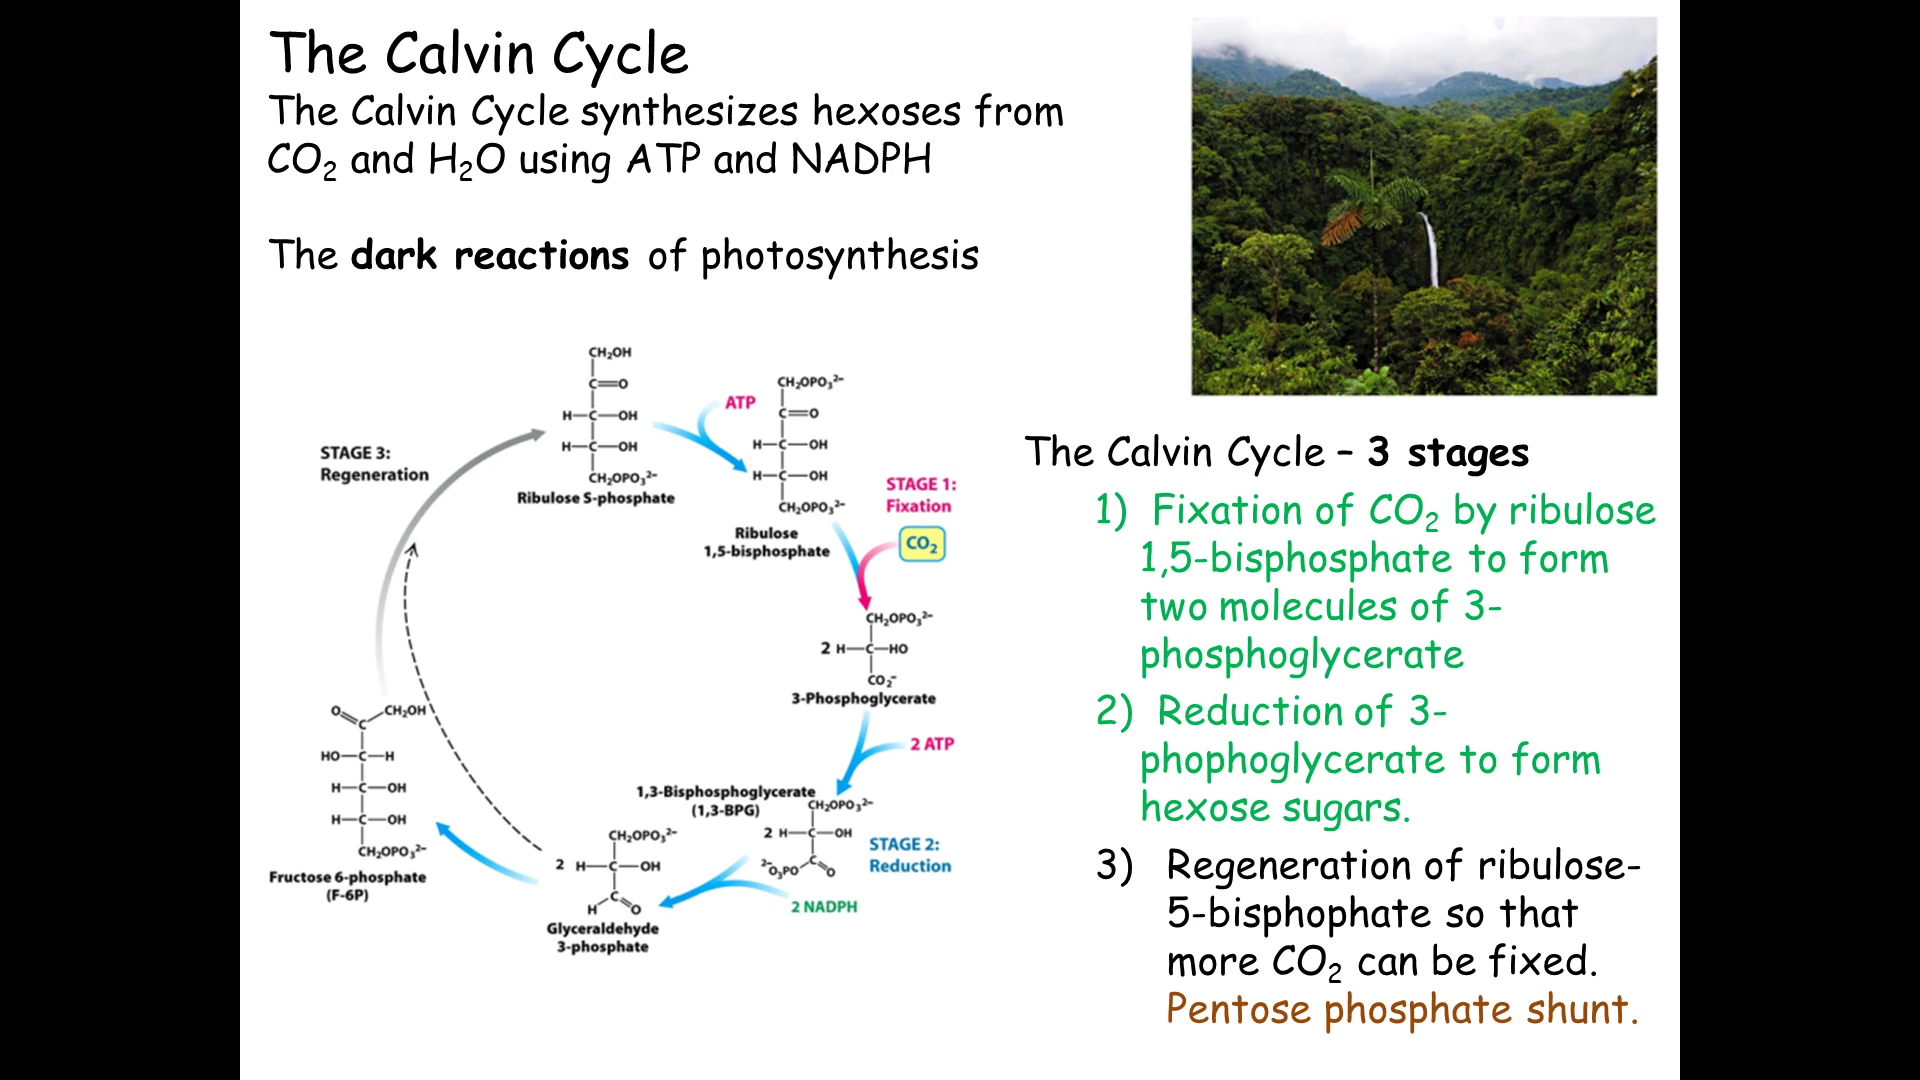 The Calvin Cycle
The Calvin Cycle synthesizes hexoses from
CO₂ and H₂O using ATP and NADPH
The dark reactions of photosynthesis
CH₂OH
C=O
H—C—OH
H—C—OH
CH₂OPO₃²⁻
Ribulose 5-phosphate
ATP
CH₂OPO₃²⁻
C=O
H—C—OH
H—C—OH
CH₂OPO₃²⁻
Ribulose
1,5-bisphosphate
STAGE 1:
Fixation
CO₂
CH₂OPO₃²⁻
2 H—C—HO
CO₂⁻
3-Phosphoglycerate
2 ATP
1,3-Bisphosphoglycerate
(1,3-BPG)
CH₂OPO₃²⁻
2 H—C—OH
C
²⁻O₃PO O
STAGE 2:
Reduction
2 NADPH
CH₂OPO₃²⁻
2 H—C—OH
C
H O
Glyceraldehyde
3-phosphate
O C CH₂OH
HO—C—H
H—C—OH
H—C—OH
CH₂OPO₃²⁻
Fructose 6-phosphate
(F-6P)
STAGE 3:
Regeneration
The Calvin Cycle – 3 stages
1) Fixation of CO₂ by ribulose
1,5-bisphosphate to form
two molecules of 3-
phosphoglycerate
2) Reduction of 3-
phophoglycerate to form
hexose sugars.
3) Regeneration of ribulose-
5-bisphophate so that
more CO₂ can be fixed.
Pentose phosphate shunt.